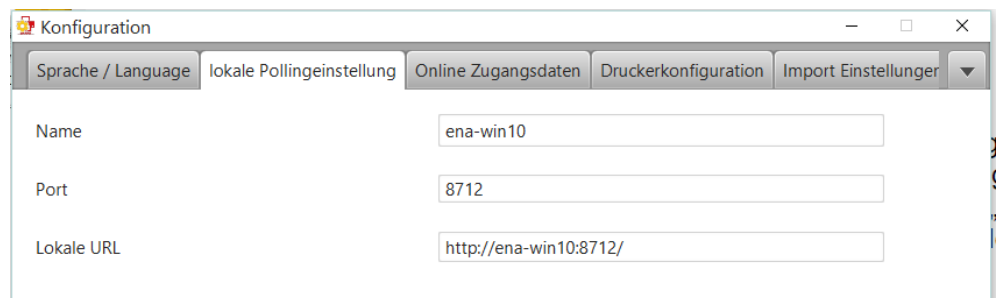 Konfiguration
Sprache / Language lokale Pollingeinstellung Online Zugangsdaten Druckerkonfiguration Import Einstellunger
Name ena-win10
Port 8712
Lokale URL http://ena-win10:8712/